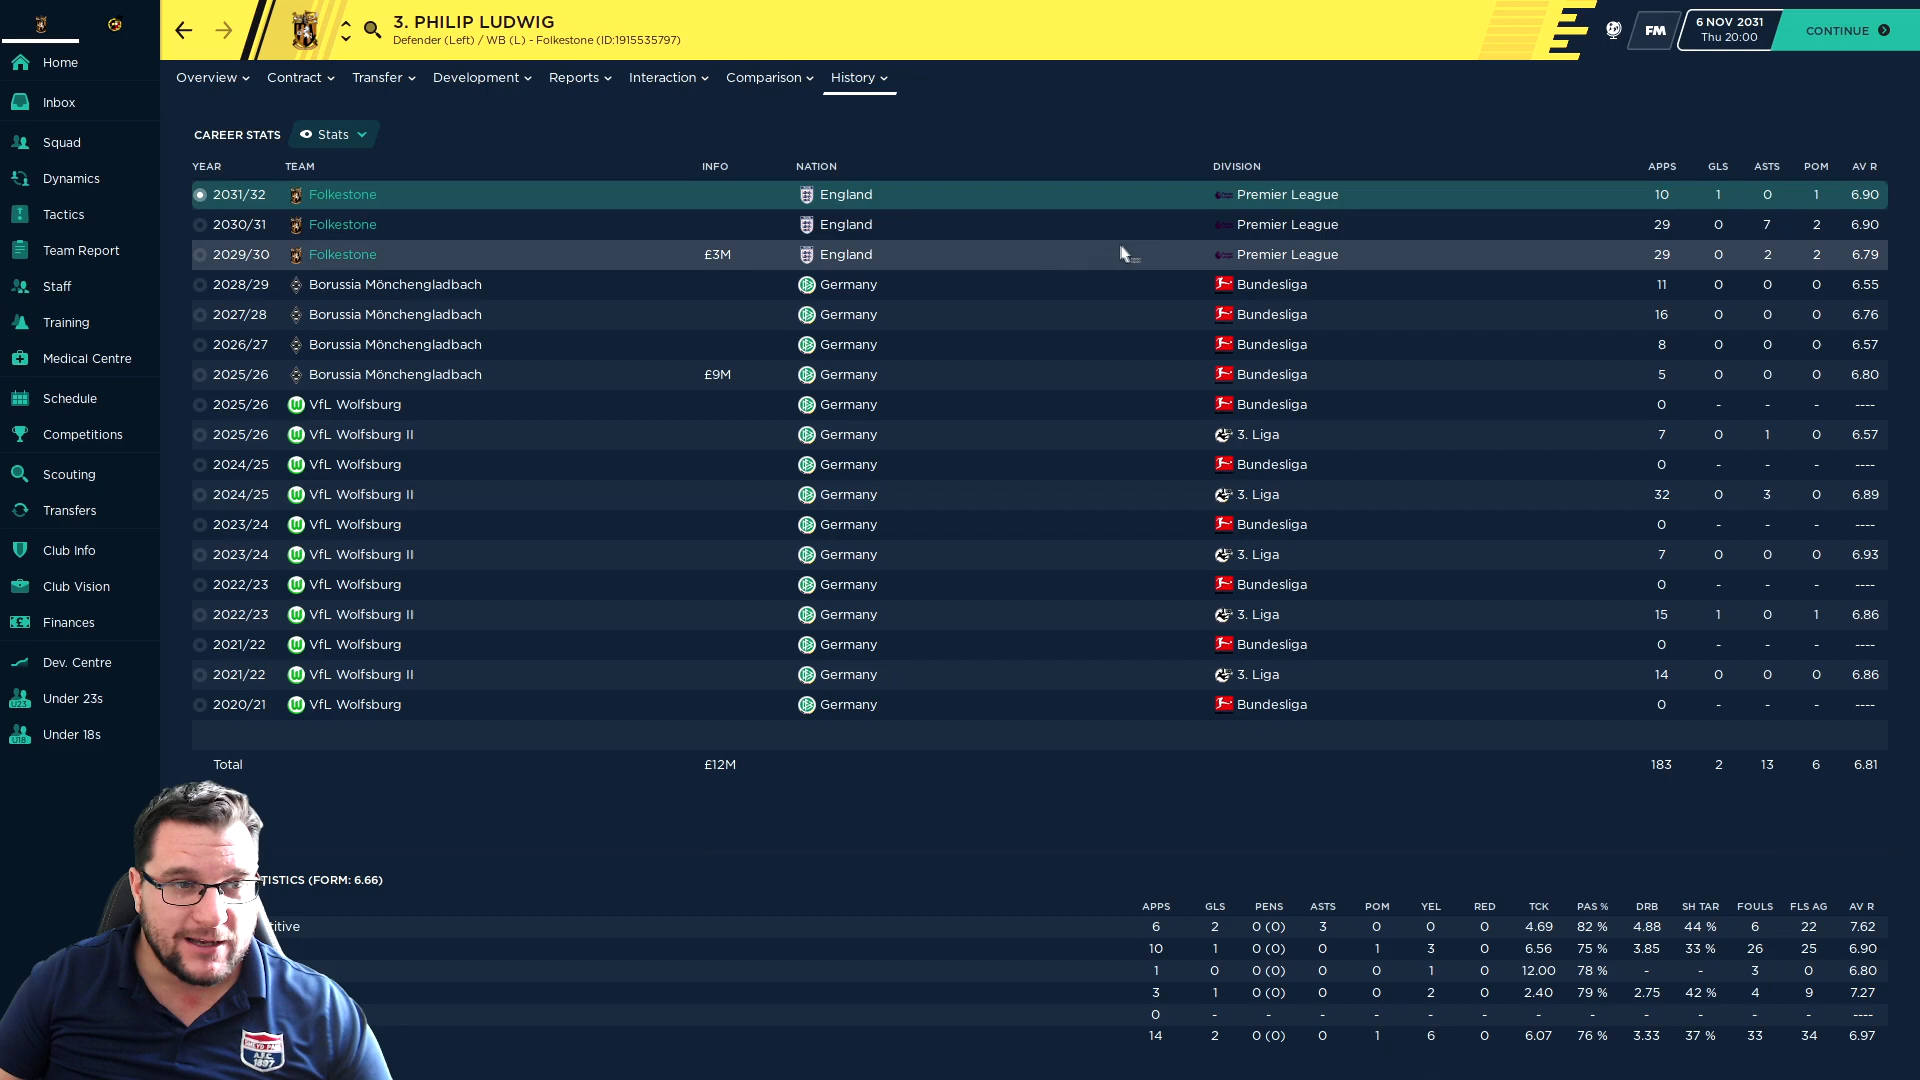 3. PHILIP LUDWIG
Defender (Left) / WB (L) - Folkestone (ID:1915535797)
FM
6 NOV 2031
Thu 20:00
CONTINUE
Home
Inbox
Squad
Dynamics
Tactics
Team Report
Staff
Training
Medical Centre
Schedule
Competitions
Scouting
Transfers
Club Info
Club Vision
Finances
Dev. Centre
Under 23s
Under 18s
Overview Contract Transfer Development Reports Interaction Comparison History
CAREER STATS Stats
YEAR TEAM INFO NATION DIVISION APPS GLS ASTS POM AV R
2031/32 Folkestone England Premier League 10 1 0 1 6.90
2030/31 Folkestone England Premier League 29 0 7 2 6.90
2029/30 Folkestone £3M England Premier League 29 0 2 2 6.79
2028/29 Borussia Mönchengladbach Germany Bundesliga 11 0 0 0 6.55
2027/28 Borussia Mönchengladbach Germany Bundesliga 16 0 0 0 6.76
2026/27 Borussia Mönchengladbach Germany Bundesliga 8 0 0 0 6.57
2025/26 Borussia Mönchengladbach £9M Germany Bundesliga 5 0 0 0 6.80
2025/26 VfL Wolfsburg Germany Bundesliga 0 - - - ----
2025/26 VfL Wolfsburg II Germany 3. Liga 7 0 1 0 6.57
2024/25 VfL Wolfsburg Germany Bundesliga 0 - - - ----
2024/25 VfL Wolfsburg II Germany 3. Liga 32 0 3 0 6.89
2023/24 VfL Wolfsburg Germany Bundesliga 0 - - - ----
2023/24 VfL Wolfsburg II Germany 3. Liga 7 0 0 0 6.93
2022/23 VfL Wolfsburg Germany Bundesliga 0 - - - ----
2022/23 VfL Wolfsburg II Germany 3. Liga 15 1 0 1 6.86
2021/22 VfL Wolfsburg Germany Bundesliga 0 - - - ----
2021/22 VfL Wolfsburg II Germany 3. Liga 14 0 0 0 6.86
2020/21 VfL Wolfsburg Germany Bundesliga 0 - - - ----
Total £12M 183 2 13 6 6.81
TISTICS (FORM: 6.66)
APPS GLS PENS ASTS POM YEL RED TCK PAS % DRB SH TAR FOULS FLS AG AV R
titive 6 2 0 (0) 3 0 0 0 4.69 82 % 4.88 44 % 6 22 7.62
10 1 0 (0) 0 1 3 0 6.56 75 % 3.85 33 % 26 25 6.90
1 0 0 (0) 0 0 1 0 12.00 78 % - - 3 0 6.80
3 1 0 (0) 0 0 2 0 2.40 79 % 2.75 42 % 4 9 7.27
0 - - - - - - - - - - - - ----
14 2 0 (0) 0 1 6 0 6.07 76 % 3.33 37 % 33 34 6.97
A.F.C.
1897